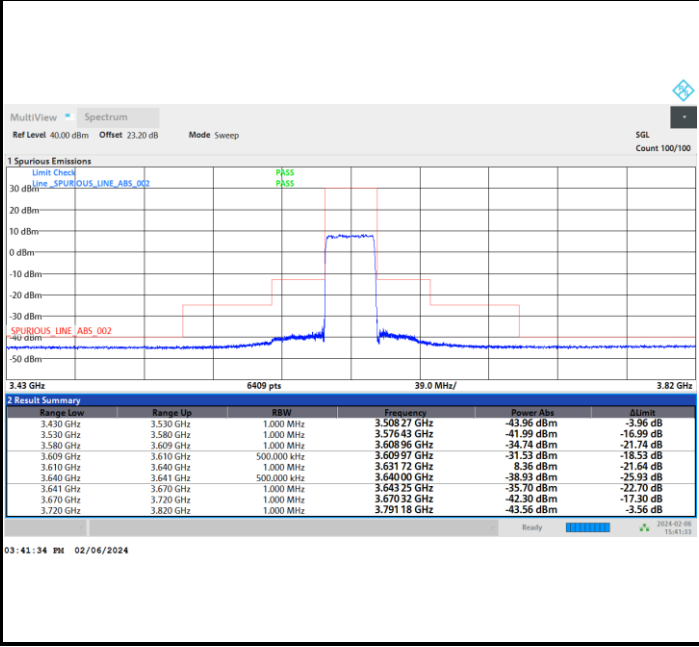 MultiView Spectrum
Ref Level 40.00 dBm Offset 23.20 dB Mode Sweep SGL
Count 100/100
1 Spurious Emissions
Limit Check PASS
Line _SPURIOUS_LINE_ABS_002 PASS
30 dBm
20 dBm
10 dBm
0 dBm
-10 dBm
-20 dBm
-30 dBm
_SPURIOUS_LINE_ABS_002
-40 dBm
-50 dBm
3.43 GHz 6409 pts 39.0 MHz/ 3.82 GHz
2 Result Summary
Range Low Range Up RBW Frequency Power Abs ΔLimit
3.430 GHz 3.530 GHz 1.000 MHz 3.508 27 GHz -43.96 dBm -3.96 dB
3.530 GHz 3.580 GHz 1.000 MHz 3.576 43 GHz -41.99 dBm -16.99 dB
3.580 GHz 3.609 GHz 1.000 MHz 3.608 96 GHz -34.74 dBm -21.74 dB
3.609 GHz 3.610 GHz 500.000 kHz 3.609 97 GHz -31.53 dBm -18.53 dB
3.610 GHz 3.640 GHz 1.000 MHz 3.631 72 GHz 8.36 dBm -21.64 dB
3.640 GHz 3.641 GHz 500.000 kHz 3.640 00 GHz -38.93 dBm -25.93 dB
3.641 GHz 3.670 GHz 1.000 MHz 3.643 25 GHz -35.70 dBm -22.70 dB
3.670 GHz 3.720 GHz 1.000 MHz 3.670 32 GHz -42.30 dBm -17.30 dB
3.720 GHz 3.820 GHz 1.000 MHz 3.791 18 GHz -43.56 dBm -3.56 dB
Ready 2024-02-06
15:41:33
03:41:34 PM 02/06/2024